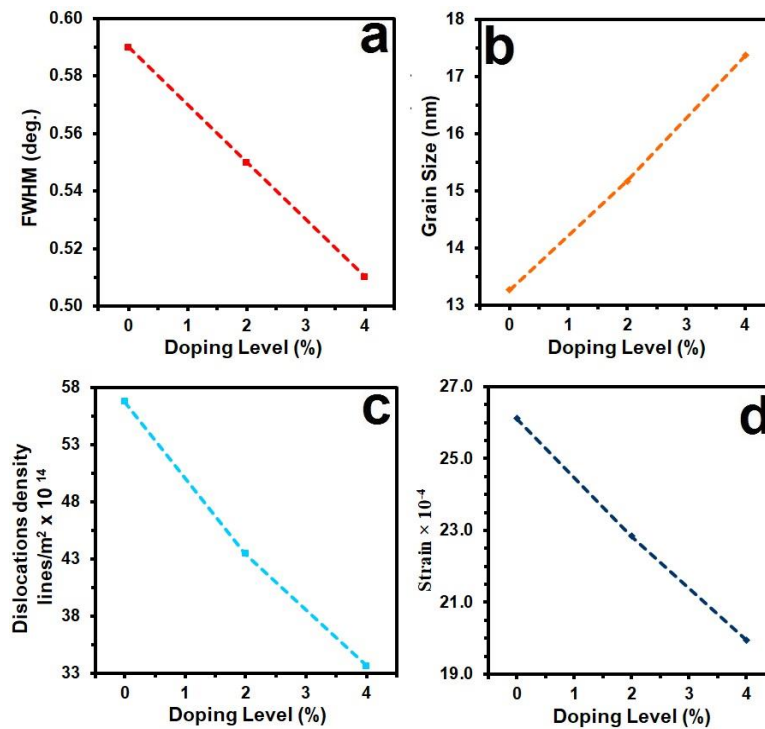 a
FWHM (deg.)
0.60
0.58
0.56
0.54
0.52
0.50
0 1 2 3 4
Doping Level (%)
b
Grain Size (nm)
18
17
16
15
14
13
0 1 2 3 4
Doping Level (%)
c
Dislocations density
lines/m² x 10 ¹⁴
58
53
48
43
38
33
0 1 2 3 4
Doping Level (%)
d
Strain × 10⁻⁴
27.0
25.0
23.0
21.0
19.0
0 1 2 3 4
Doping Level (%)